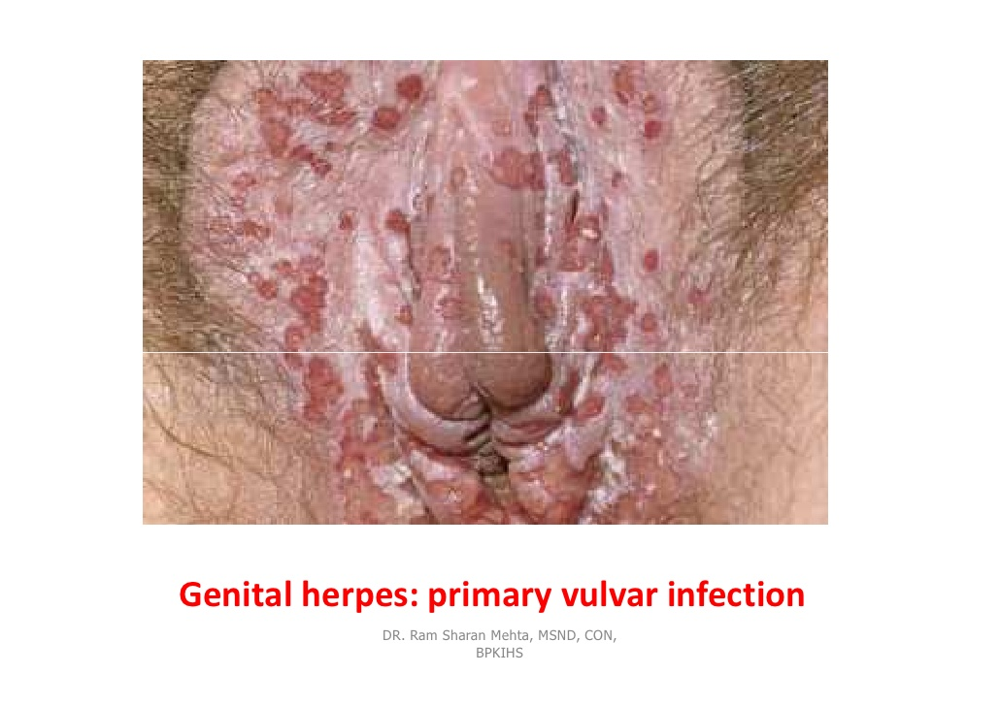 Genital herpes: primary vulvar infection
DR. Ram Sharan Mehta, MSND, CON,
BPKIHS